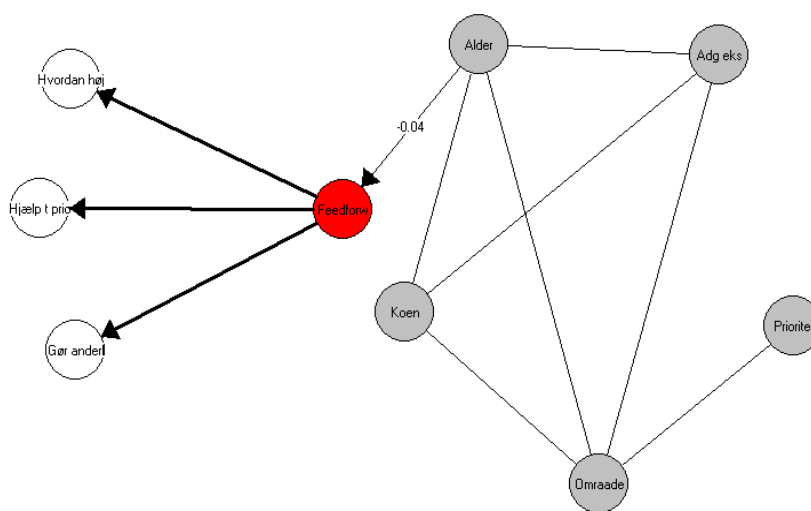 Alder
Adg eks
Hvordan høj
-0.04
Hjælp t prio
Feedforw
Koen
Priorite
Gør anderl
Omraade